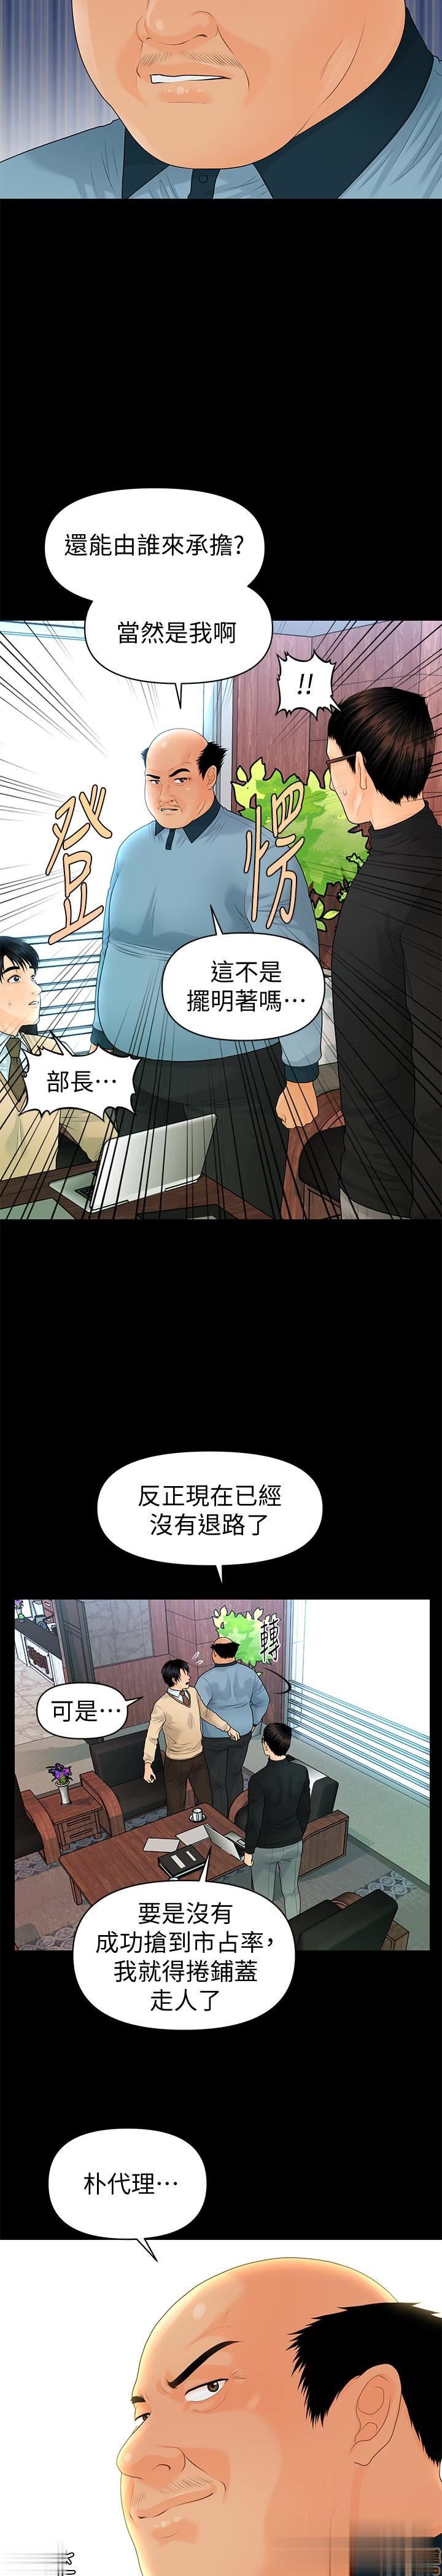 還能由誰來承擔?
當然是我啊
!!
登
愣
這不是
擺明著嗎…
部長…
反正現在已經
沒有退路了
轉
可是…
要是沒有
成功搶到市占率,
我就得捲鋪蓋
走人了
朴代理…